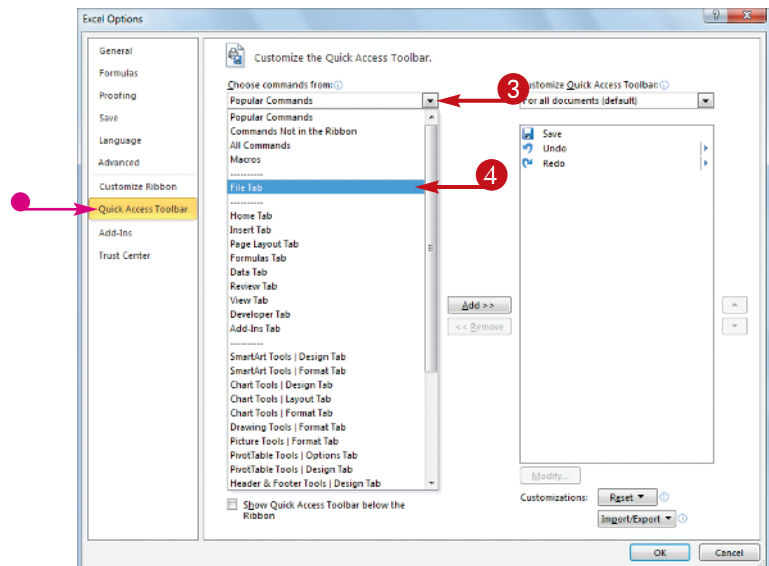 Excel Options
General
Formulas
Proofing
Save
Language
Advanced
Customize Ribbon
Quick Access Toolbar
Add-Ins
Trust Center
Customize the Quick Access Toolbar.
Choose commands from:
Popular Commands
3
Popular Commands
Commands Not in the Ribbon
All Commands
Macros
----------
File Tab
4
----------
Home Tab
Insert Tab
Page Layout Tab
Formulas Tab
Data Tab
Review Tab
View Tab
Developer Tab
Add-Ins Tab
----------
SmartArt Tools | Design Tab
SmartArt Tools | Format Tab
Chart Tools | Design Tab
Chart Tools | Layout Tab
Chart Tools | Format Tab
Drawing Tools | Format Tab
Picture Tools | Format Tab
PivotTable Tools | Options Tab
PivotTable Tools | Design Tab
Header & Footer Tools | Design Tab
Show Quick Access Toolbar below the
Ribbon
Add >>
<< Remove
ustomize Quick Access Toolbar:
For all documents (default)
Save
Undo
Redo
Modify...
Customizations:
Reset
Import/Export
OK
Cancel